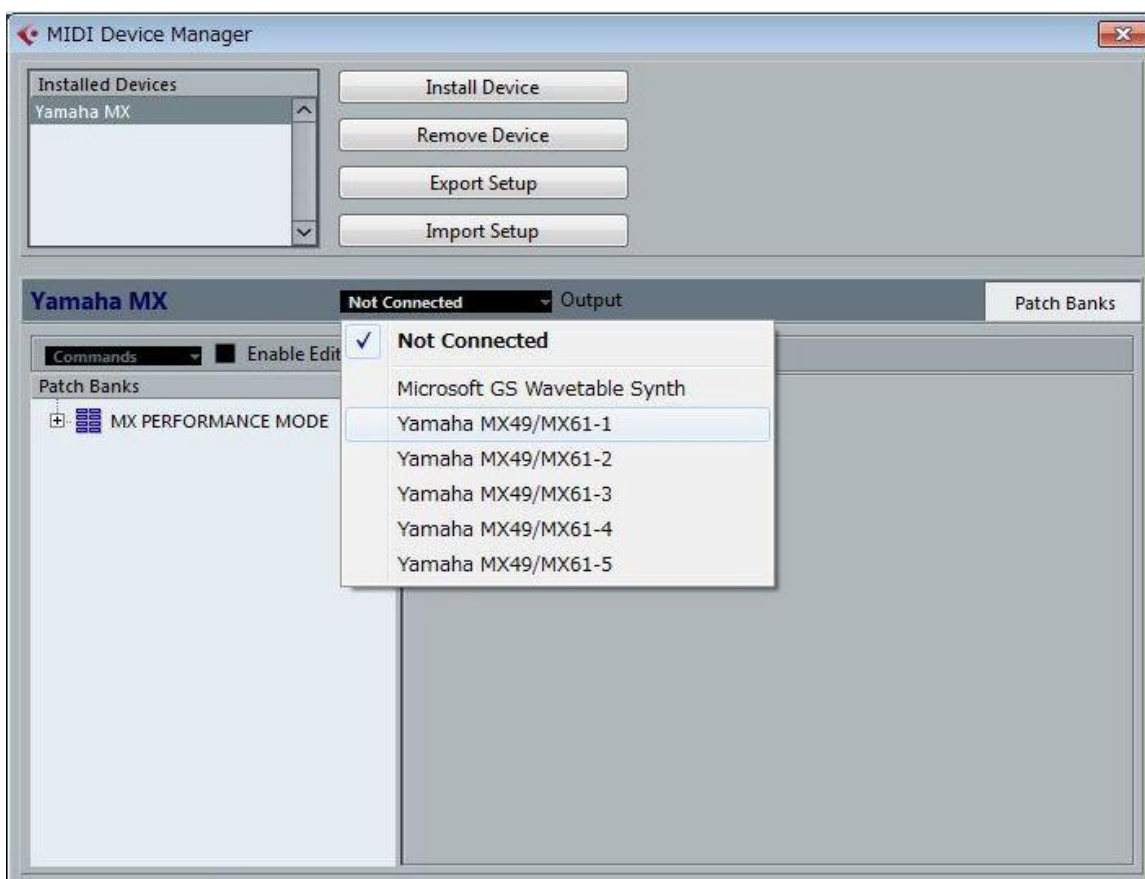 MIDI Device Manager
Installed Devices
Yamaha MX
Install Device
Remove Device
Export Setup
Import Setup
Yamaha MX
Not Connected
Output
Patch Banks
Commands
Enable Edit
Patch Banks
MX PERFORMANCE MODE
Not Connected
Microsoft GS Wavetable Synth
Yamaha MX49/MX61-1
Yamaha MX49/MX61-2
Yamaha MX49/MX61-3
Yamaha MX49/MX61-4
Yamaha MX49/MX61-5